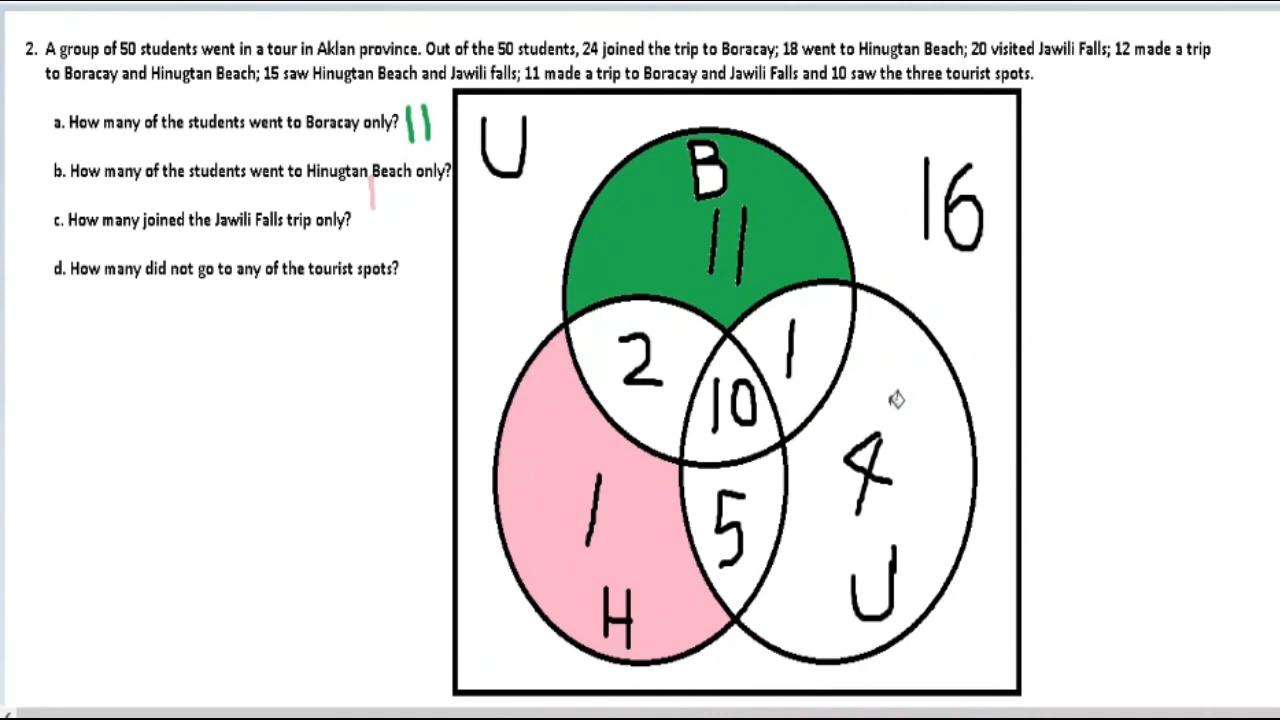 2. A group of 50 students went in a tour in Aklan province. Out of the 50 students, 24 joined the trip to Boracay; 18 went to Hinugtan Beach; 20 visited Jawili Falls; 12 made a trip
to Boracay and Hinugtan Beach; 15 saw Hinugtan Beach and Jawili falls; 11 made a trip to Boracay and Jawili Falls and 10 saw the three tourist spots.
a. How many of the students went to Boracay only? 11
b. How many of the students went to Hinugtan Beach only?
1
c. How many joined the Jawili Falls trip only?
d. How many did not go to any of the tourist spots?
U
B
16
11
2
1
10
4
1
5
U
H